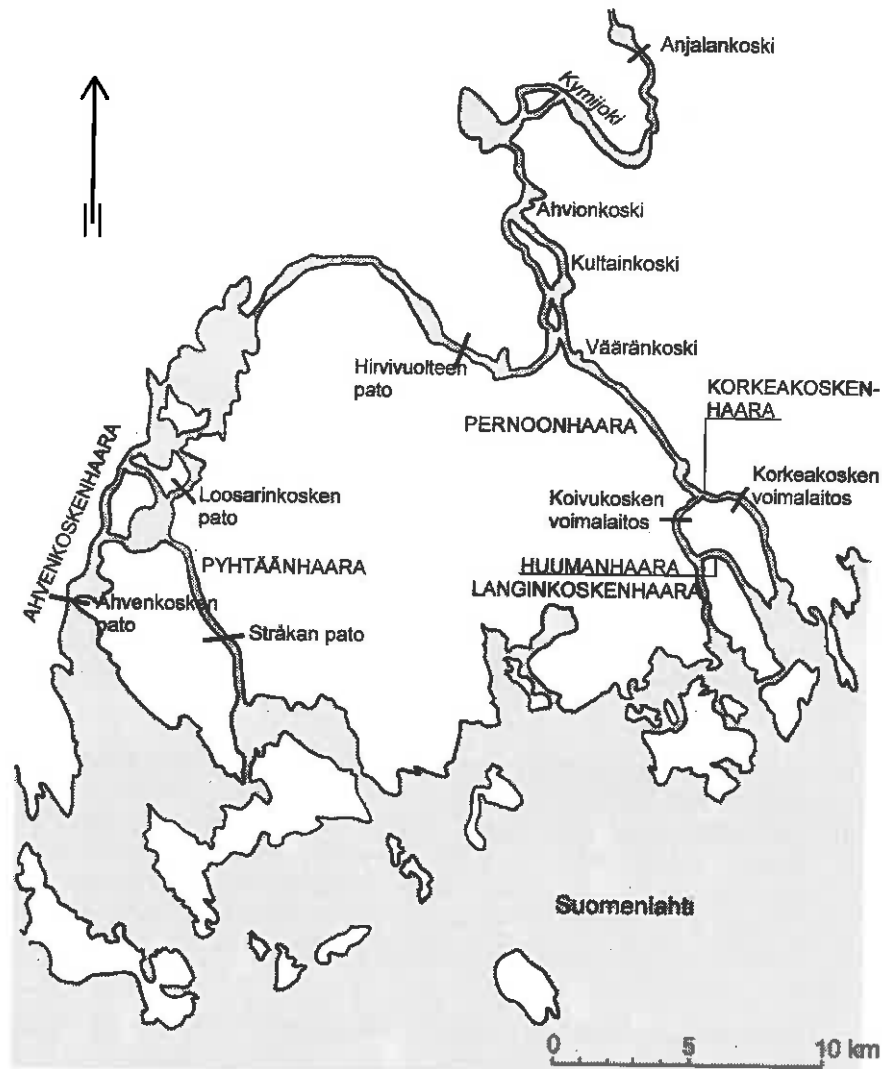 Anjalankoski
Kymijoki
Ahvionkoski
Kultainkoski
Vääränkoski
Hirvivuolteen
pato
KORKEAKOSKEN-
HAARA
PERNOONHAARA
Korkeakosken
voimalaitos
Koivukosken
voimalaitos
Loosarinkosken
pato
AHVENKOSKENHAARA
PYHTÄÄNHAARA
HUUMANHAARA
LANGINKOSKENHAARA
Ahvenkosken
pato
Stråkan pato
Suomenlahti
0 5 10 km